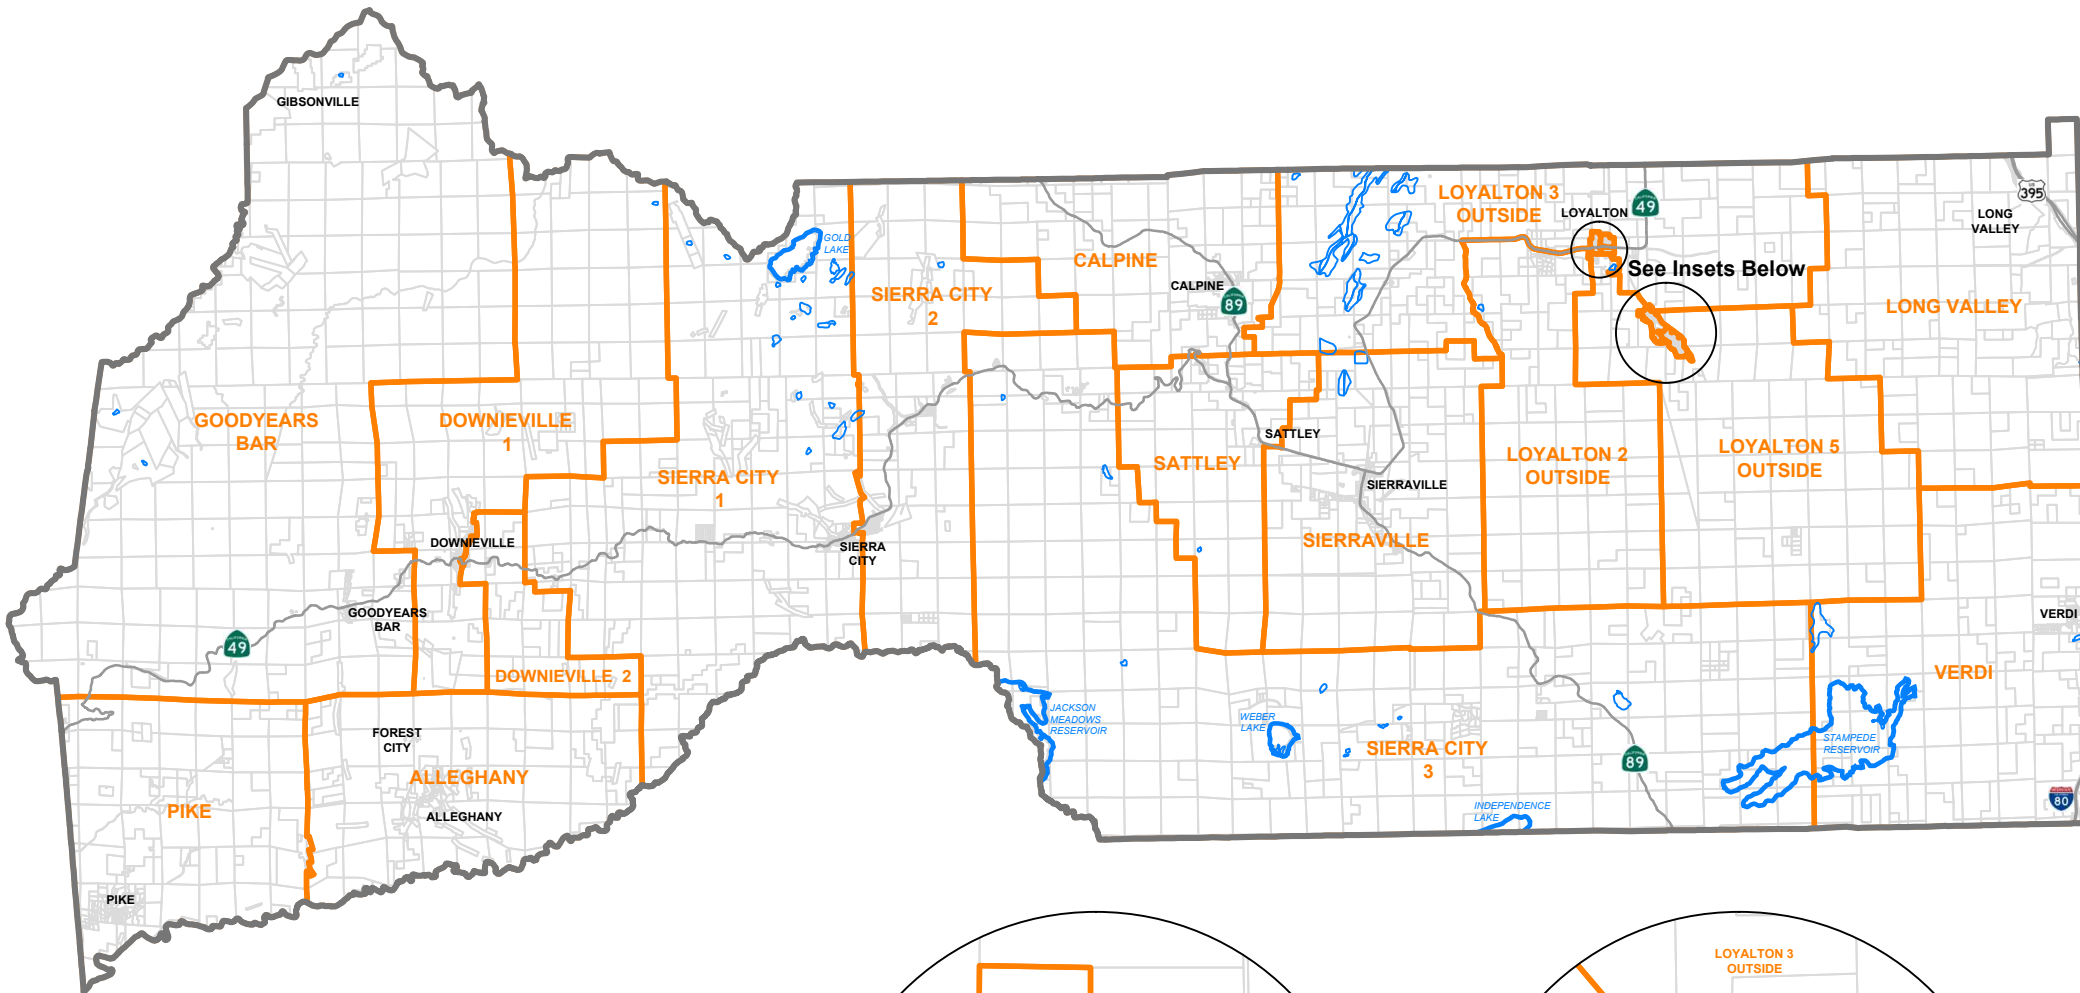 GIBSONVILLE
GOLD
LAKE
CALPINE
CALPINE
89
SIERRA CITY
2
LOYALTON 3
OUTSIDE
LOYALTON
49
See Insets Below
US
395
LONG
VALLEY
LONG VALLEY
GOODYEARS
BAR
DOWNIEVILLE
1
SIERRA CITY
1
SATTLEY
SATTLEY
SIERRAVILLE
SIERRAVILLE
LOYALTON 2
OUTSIDE
LOYALTON 5
OUTSIDE
DOWNIEVILLE
SIERRA
CITY
GOODYEARS
BAR
49
DOWNIEVILLE 2
VERDI
VERDI
FOREST
CITY
ALLEGHANY
ALLEGHANY
PIKE
PIKE
JACKSON
MEADOWS
RESERVOIR
WEBER
LAKE
SIERRA CITY
3
INDEPENDENCE
LAKE
89
STAMPEDE
RESERVOIR
80
LOYALTON 3
OUTSIDE